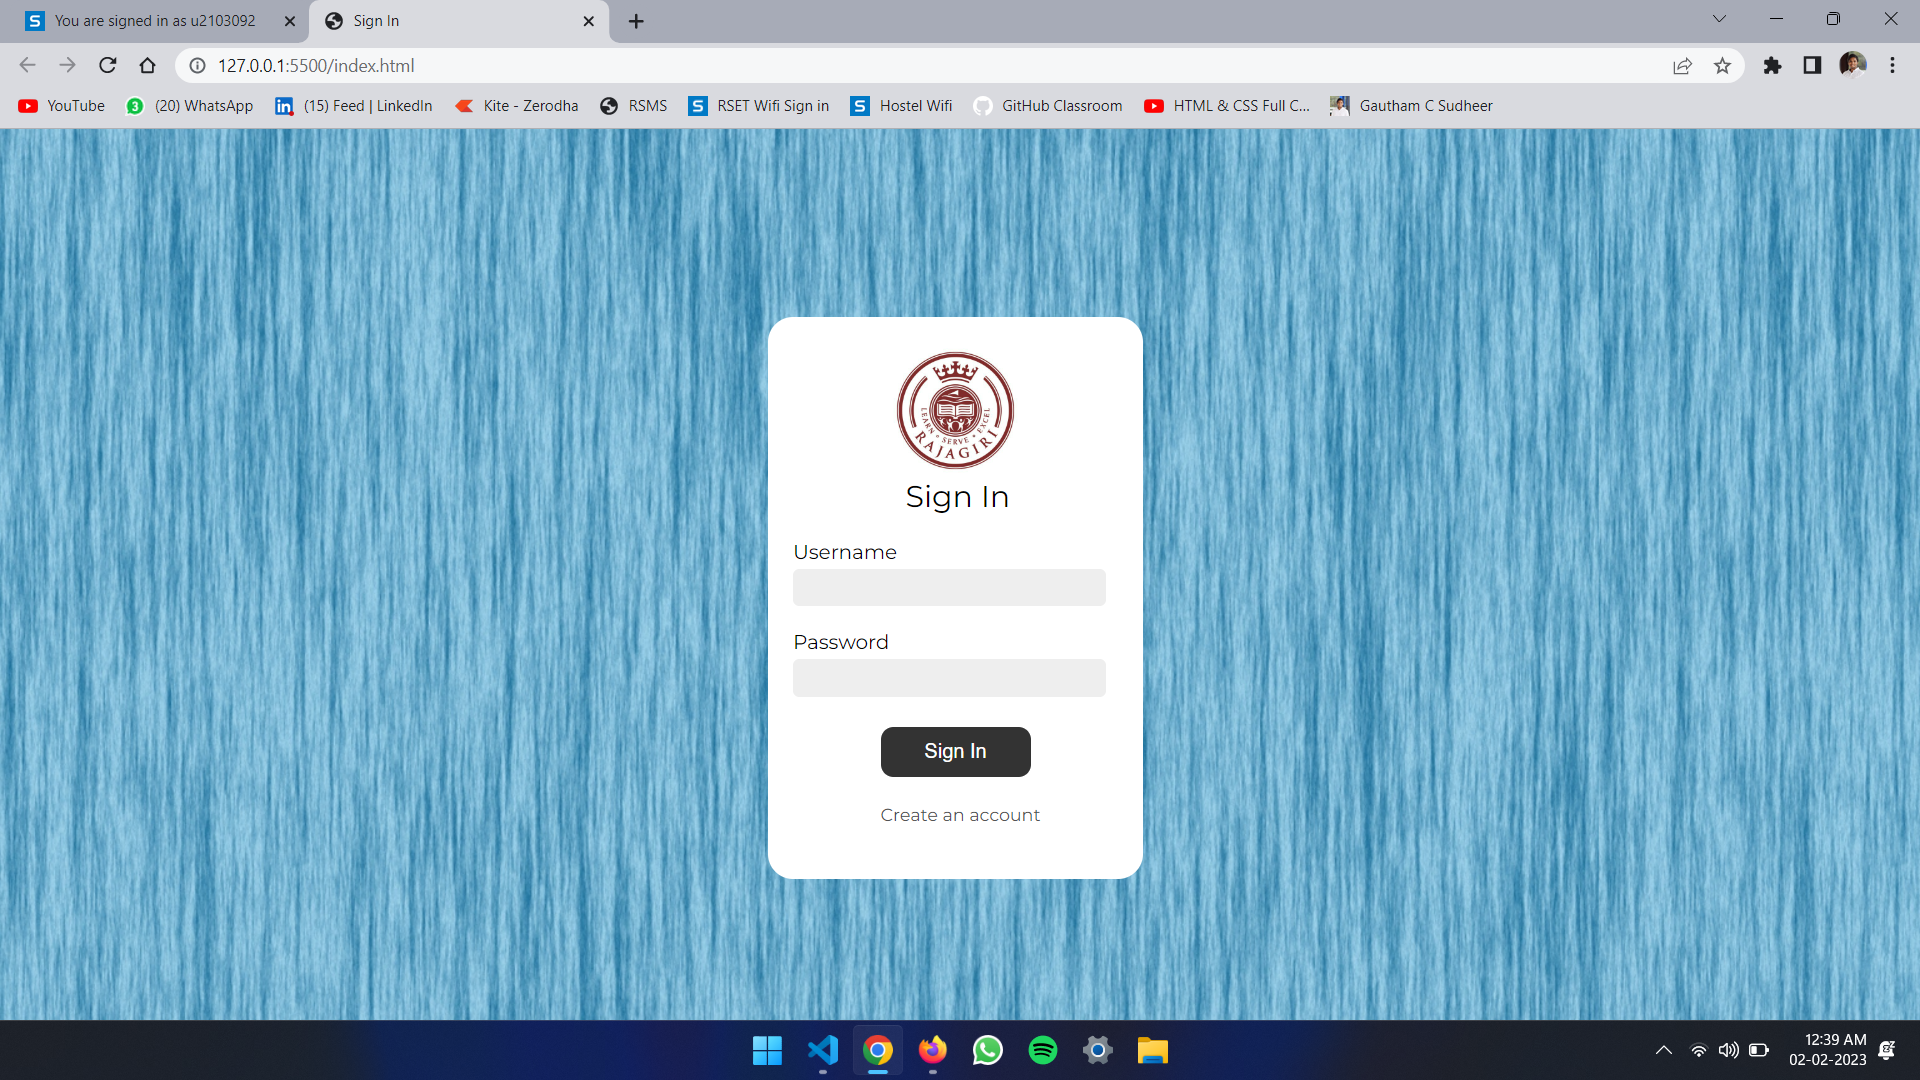 You are signed in as u2103092
Sign In
127.0.0.1:5500/index.html
YouTube
3
(20) WhatsApp
(15) Feed | LinkedIn
Kite - Zerodha
RSMS
RSET Wifi Sign in
Hostel Wifi
GitHub Classroom
HTML & CSS Full C...
Gautham C Sudheer
LEARN • SERVE • EXCEL
RAJAGIRI
Sign In
Username
Password
Sign In
Create an account
12:39 AM
02-02-2023